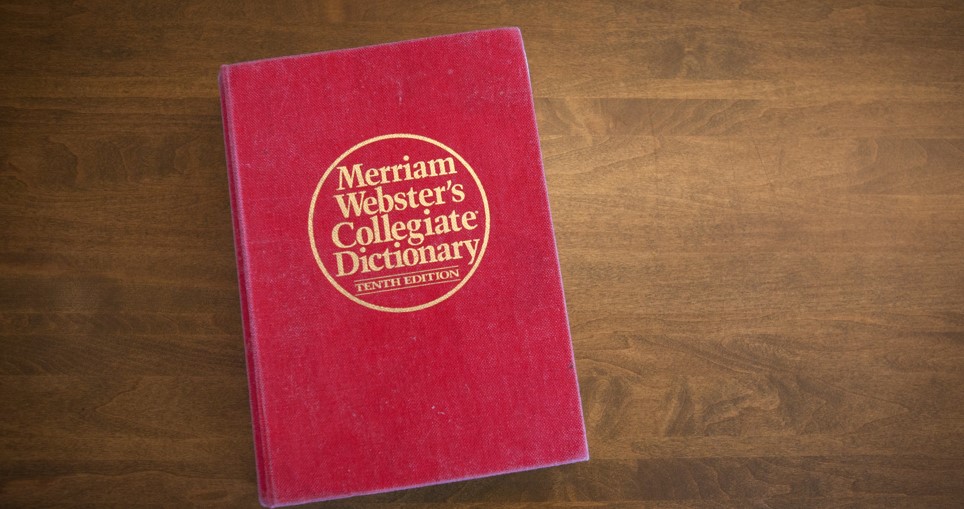 Merriam
Webster's
Collegiate®
Dictionary
TENTH EDITION